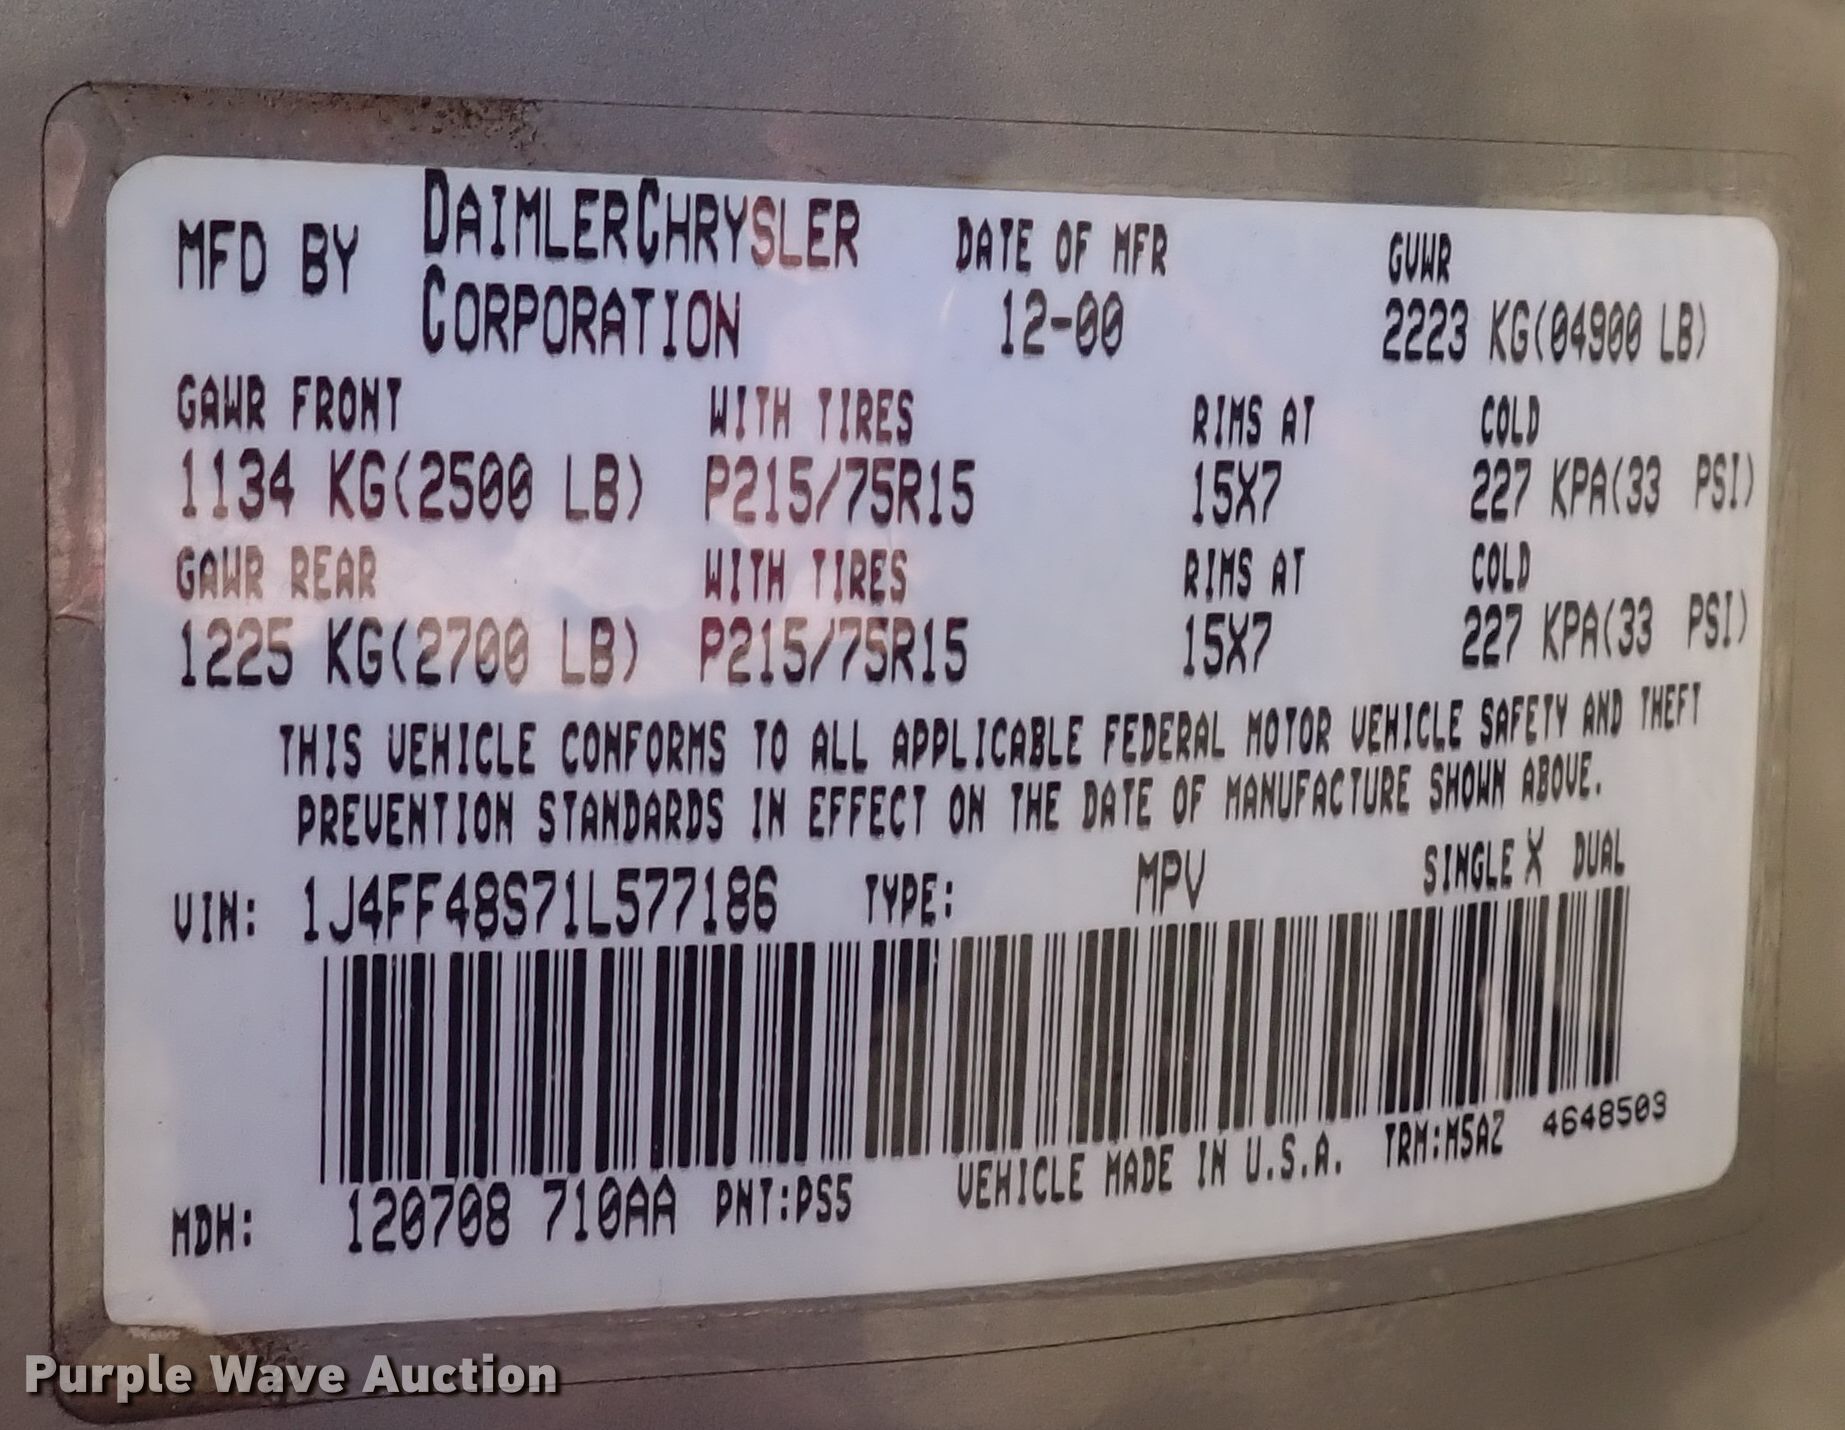 MFD BY DAIMLERCHRYSLER CORPORATION
DATE OF MFR GVWR
12-00 2223 KG(04900 LB)
GAWR FRONT WITH TIRES RIMS AT COLD
1134 KG(2500 LB) P215/75R15 15X7 227 KPA(33 PSI)
GAWR REAR WITH TIRES RIMS AT COLD
1225 KG(2700 LB) P215/75R15 15X7 227 KPA(33 PSI)
THIS VEHICLE CONFORMS TO ALL APPLICABLE FEDERAL MOTOR VEHICLE SAFETY AND THEFT
PREVENTION STANDARDS IN EFFECT ON THE DATE OF MANUFACTURE SHOWN ABOVE.
VIN: 1J4FF48S71L577186 TYPE: MPV SINGLE X DUAL
MDH: 120708 710AA PNT:PS5 VEHICLE MADE IN U.S.A. TRM:M5AZ 4648503
Purple Wave Auction